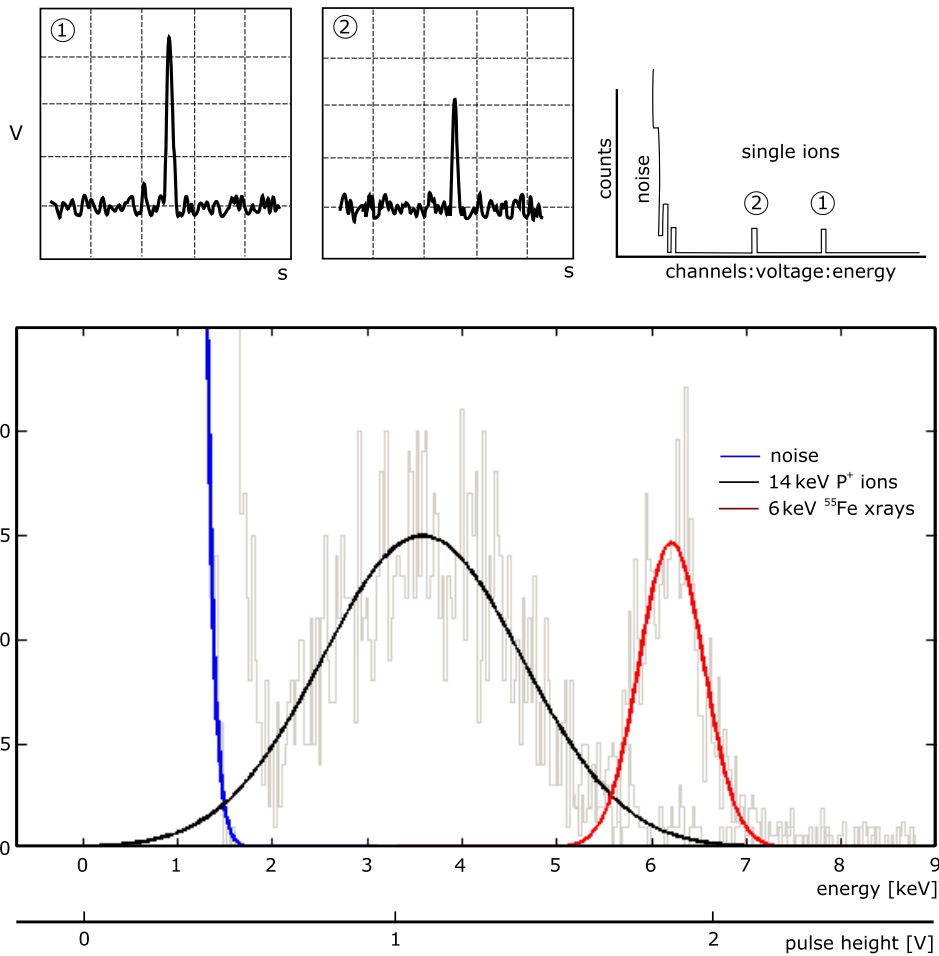 1
2
V
s
s
counts
noise
single ions
2
1
channels:voltage:energy
0
5
0
5
0
noise
14 keV P⁺ ions
6 keV ⁵⁵Fe xrays
0 1 2 3 4 5 6 7 8 9
energy [keV]
0 1 2
pulse height [V]